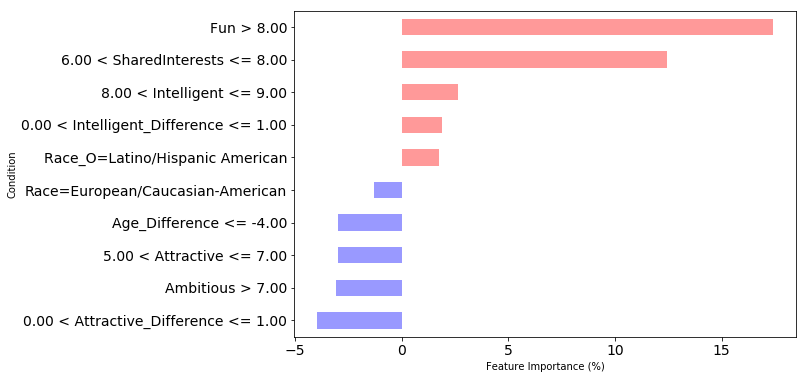 Fun > 8.00
6.00 < SharedInterests <= 8.00
8.00 < Intelligent <= 9.00
0.00 < Intelligent_Difference <= 1.00
Race_O=Latino/Hispanic American
Race=European/Caucasian-American
Age_Difference <= -4.00
5.00 < Attractive <= 7.00
Ambitious > 7.00
0.00 < Attractive_Difference <= 1.00
Condition
−5 0 5 10 15
Feature Importance (%)